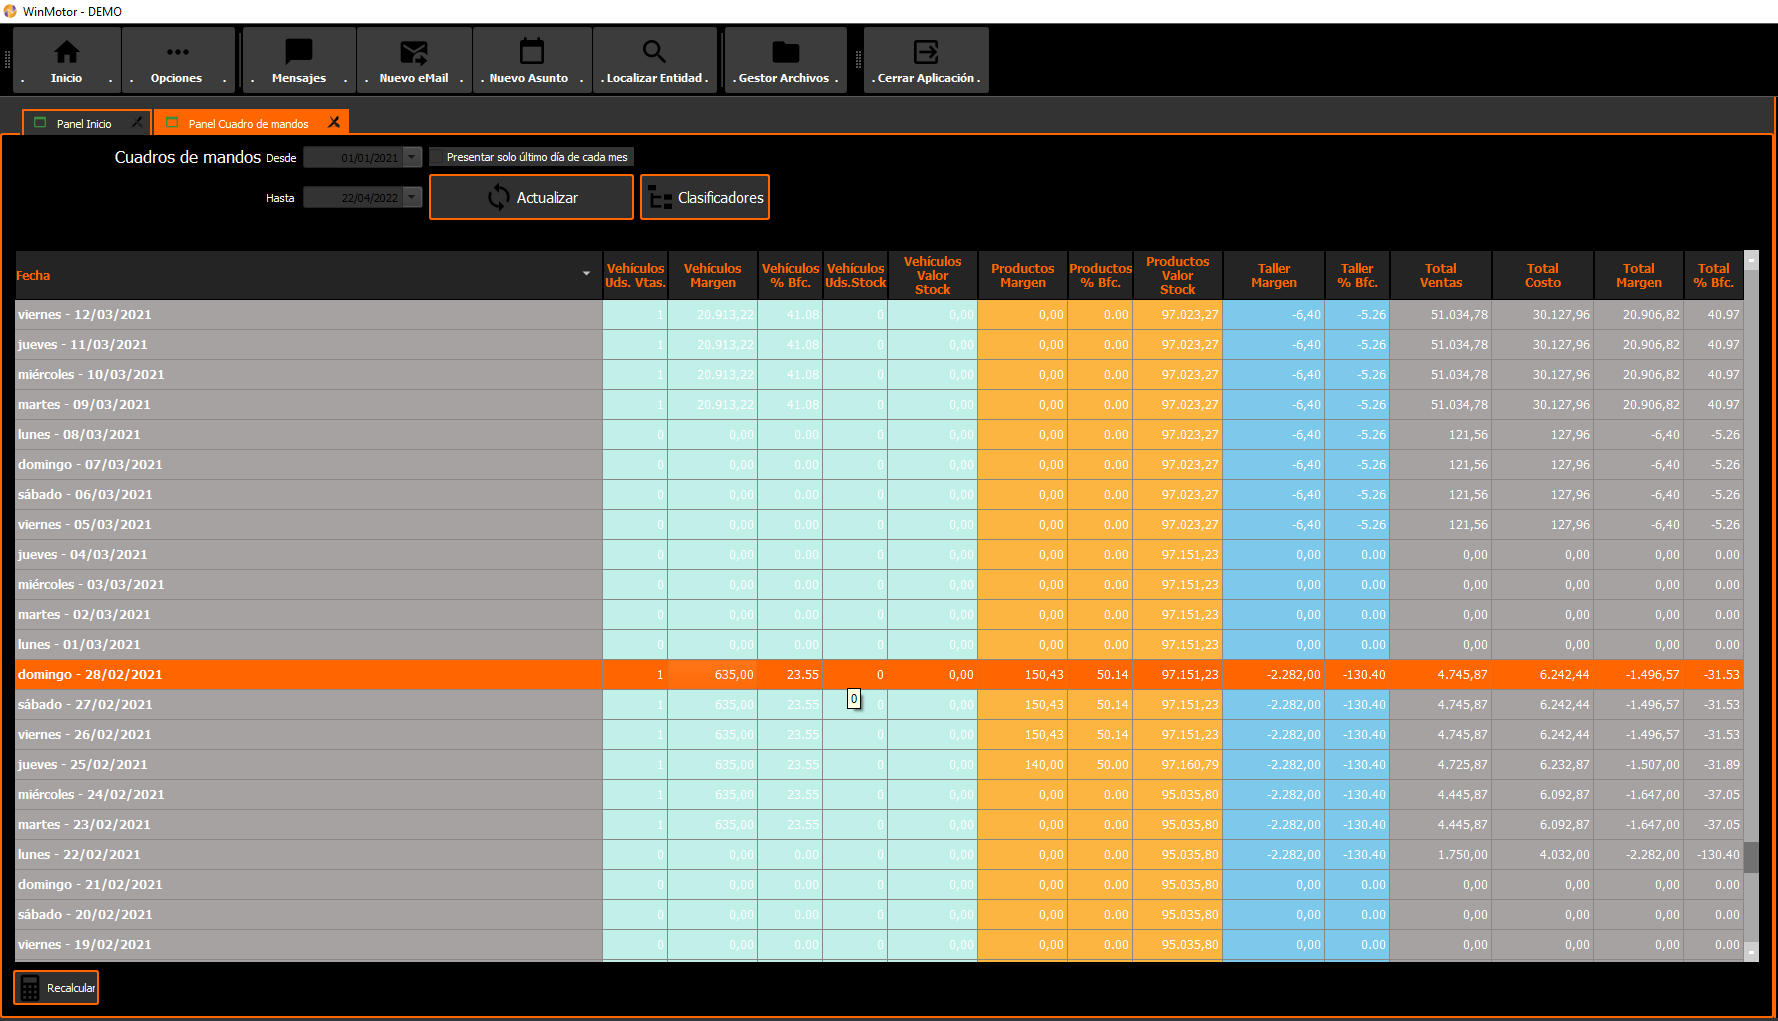 WinMotor - DEMO
. Inicio . . Opciones . . Mensajes . . Nuevo eMail . . Nuevo Asunto . . Localizar Entidad . . Gestor Archivos . . Cerrar Aplicación .
Panel Inicio Panel Cuadro de mandos
Cuadros de mandos Desde 01/01/2021 Presentar solo último día de cada mes
Hasta 22/04/2022 Actualizar Clasificadores
Fecha Vehículos Uds. Vtas. Vehículos Margen Vehículos % Bfc. Vehículos Uds.Stock Vehículos Valor Stock Productos Margen Productos % Bfc. Productos Valor Stock Taller Margen Taller % Bfc. Total Ventas Total Costo Total Margen Total % Bfc.
viernes - 12/03/2021 1 20.913,22 41.08 0 0,00 0,00 0.00 97.023,27 -6,40 -5.26 51.034,78 30.127,96 20.906,82 40.97
jueves - 11/03/2021 1 20.913,22 41.08 0 0,00 0,00 0.00 97.023,27 -6,40 -5.26 51.034,78 30.127,96 20.906,82 40.97
miércoles - 10/03/2021 1 20.913,22 41.08 0 0,00 0,00 0.00 97.023,27 -6,40 -5.26 51.034,78 30.127,96 20.906,82 40.97
martes - 09/03/2021 1 20.913,22 41.08 0 0,00 0,00 0.00 97.023,27 -6,40 -5.26 51.034,78 30.127,96 20.906,82 40.97
lunes - 08/03/2021 0 0,00 0.00 0 0,00 0,00 0.00 97.023,27 -6,40 -5.26 121,56 127,96 -6,40 -5.26
domingo - 07/03/2021 0 0,00 0.00 0 0,00 0,00 0.00 97.023,27 -6,40 -5.26 121,56 127,96 -6,40 -5.26
sábado - 06/03/2021 0 0,00 0.00 0 0,00 0,00 0.00 97.023,27 -6,40 -5.26 121,56 127,96 -6,40 -5.26
viernes - 05/03/2021 0 0,00 0.00 0 0,00 0,00 0.00 97.023,27 -6,40 -5.26 121,56 127,96 -6,40 -5.26
jueves - 04/03/2021 0 0,00 0.00 0 0,00 0,00 0.00 97.151,23 0,00 0.00 0,00 0,00 0,00 0.00
miércoles - 03/03/2021 0 0,00 0.00 0 0,00 0,00 0.00 97.151,23 0,00 0.00 0,00 0,00 0,00 0.00
martes - 02/03/2021 0 0,00 0.00 0 0,00 0,00 0.00 97.151,23 0,00 0.00 0,00 0,00 0,00 0.00
lunes - 01/03/2021 0 0,00 0.00 0 0,00 0,00 0.00 97.151,23 0,00 0.00 0,00 0,00 0,00 0.00
domingo - 28/02/2021 1 635,00 23.55 0 0,00 150,43 50.14 97.151,23 -2.282,00 -130.40 4.745,87 6.242,44 -1.496,57 -31.53
sábado - 27/02/2021 1 635,00 23.55 0 0 0,00 150,43 50.14 97.151,23 -2.282,00 -130.40 4.745,87 6.242,44 -1.496,57 -31.53
viernes - 26/02/2021 1 635,00 23.55 0 0,00 150,43 50.14 97.151,23 -2.282,00 -130.40 4.745,87 6.242,44 -1.496,57 -31.53
jueves - 25/02/2021 1 635,00 23.55 0 0,00 140,00 50.00 97.160,79 -2.282,00 -130.40 4.725,87 6.232,87 -1.507,00 -31.89
miércoles - 24/02/2021 1 635,00 23.55 0 0,00 0,00 0.00 95.035,80 -2.282,00 -130.40 4.445,87 6.092,87 -1.647,00 -37.05
martes - 23/02/2021 1 635,00 23.55 0 0,00 0,00 0.00 95.035,80 -2.282,00 -130.40 4.445,87 6.092,87 -1.647,00 -37.05
lunes - 22/02/2021 0 0,00 0.00 0 0,00 0,00 0.00 95.035,80 -2.282,00 -130.40 1.750,00 4.032,00 -2.282,00 -130.40
domingo - 21/02/2021 0 0,00 0.00 0 0,00 0,00 0.00 95.035,80 0,00 0.00 0,00 0,00 0,00 0.00
sábado - 20/02/2021 0 0,00 0.00 0 0,00 0,00 0.00 95.035,80 0,00 0.00 0,00 0,00 0,00 0.00
viernes - 19/02/2021 0 0,00 0.00 0 0,00 0,00 0.00 95.035,80 0,00 0.00 0,00 0,00 0,00 0.00
Recalcular